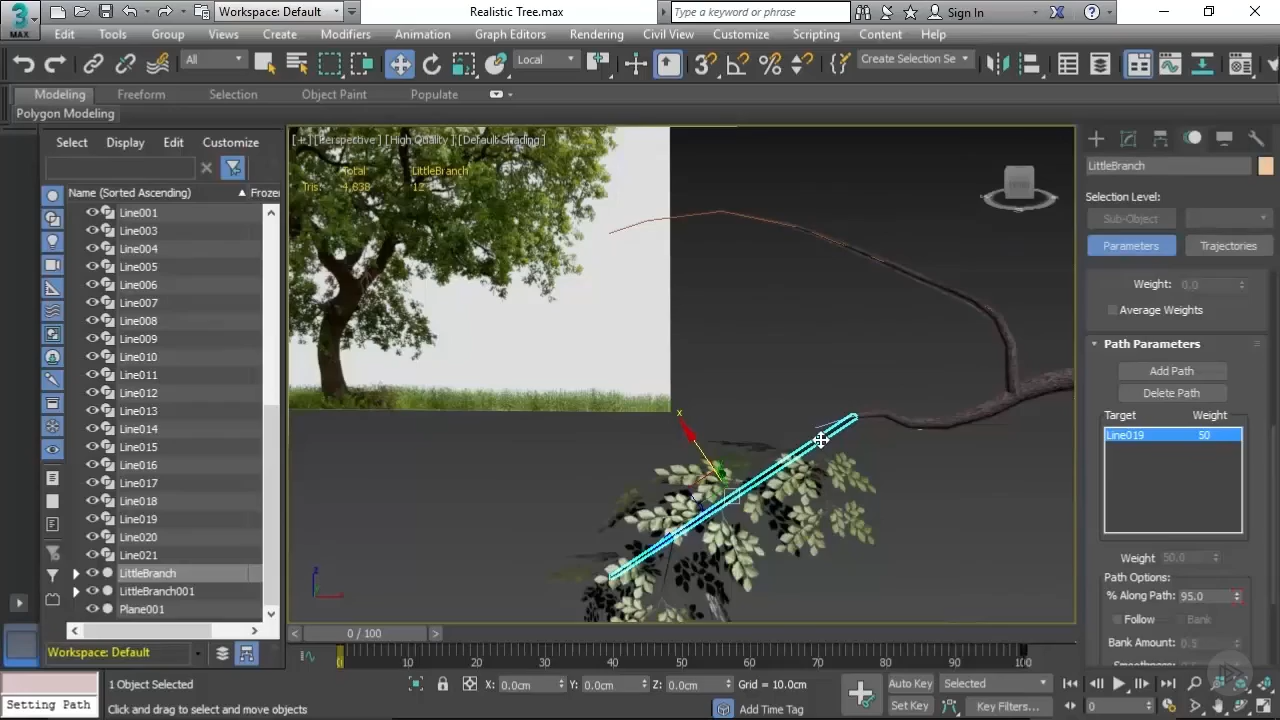 3
MAX
Workspace: Default
Realistic Tree.max
Type a keyword or phrase
Sign In
Edit Tools Group Views Create Modifiers Animation Graph Editors Rendering Civil View Customize Scripting Content Help
All
Local
3
Create Selection Se
Modeling Freeform Selection Object Paint Populate
Polygon Modeling
Select Display Edit Customize
Name (Sorted Ascending) Frozen
Line001
Line003
Line004
Line005
Line006
Line007
Line008
Line009
Line010
Line011
Line012
Line013
Line014
Line015
Line016
Line017
Line018
Line019
Line020
Line021
LittleBranch
LittleBranch001
Plane001
Workspace: Default
[ + ] [Perspective ] [High Quality ] [Default Shading ]
Total LittleBranch
Tris: 4,838 12
x
z
LittleBranch
Selection Level:
Sub-Object
Parameters Trajectories
Weight: 0.0
Average Weights
Path Parameters
Add Path
Delete Path
Target Weight
Line019 50
Weight 50.0
Path Options:
% Along Path: 95.0
Follow Bank
Bank Amount: 0.5
Smoothness:
< 0 / 100 >
10 20 30 40 50 60 70 80 90 100
1 Object Selected
X: 0.0cm Y: 0.0cm Z: 0.0cm Grid = 10.0cm
Auto Key Selected
Setting Path
Click and drag to select and move objects
Add Time Tag
Set Key Key Filters...
0